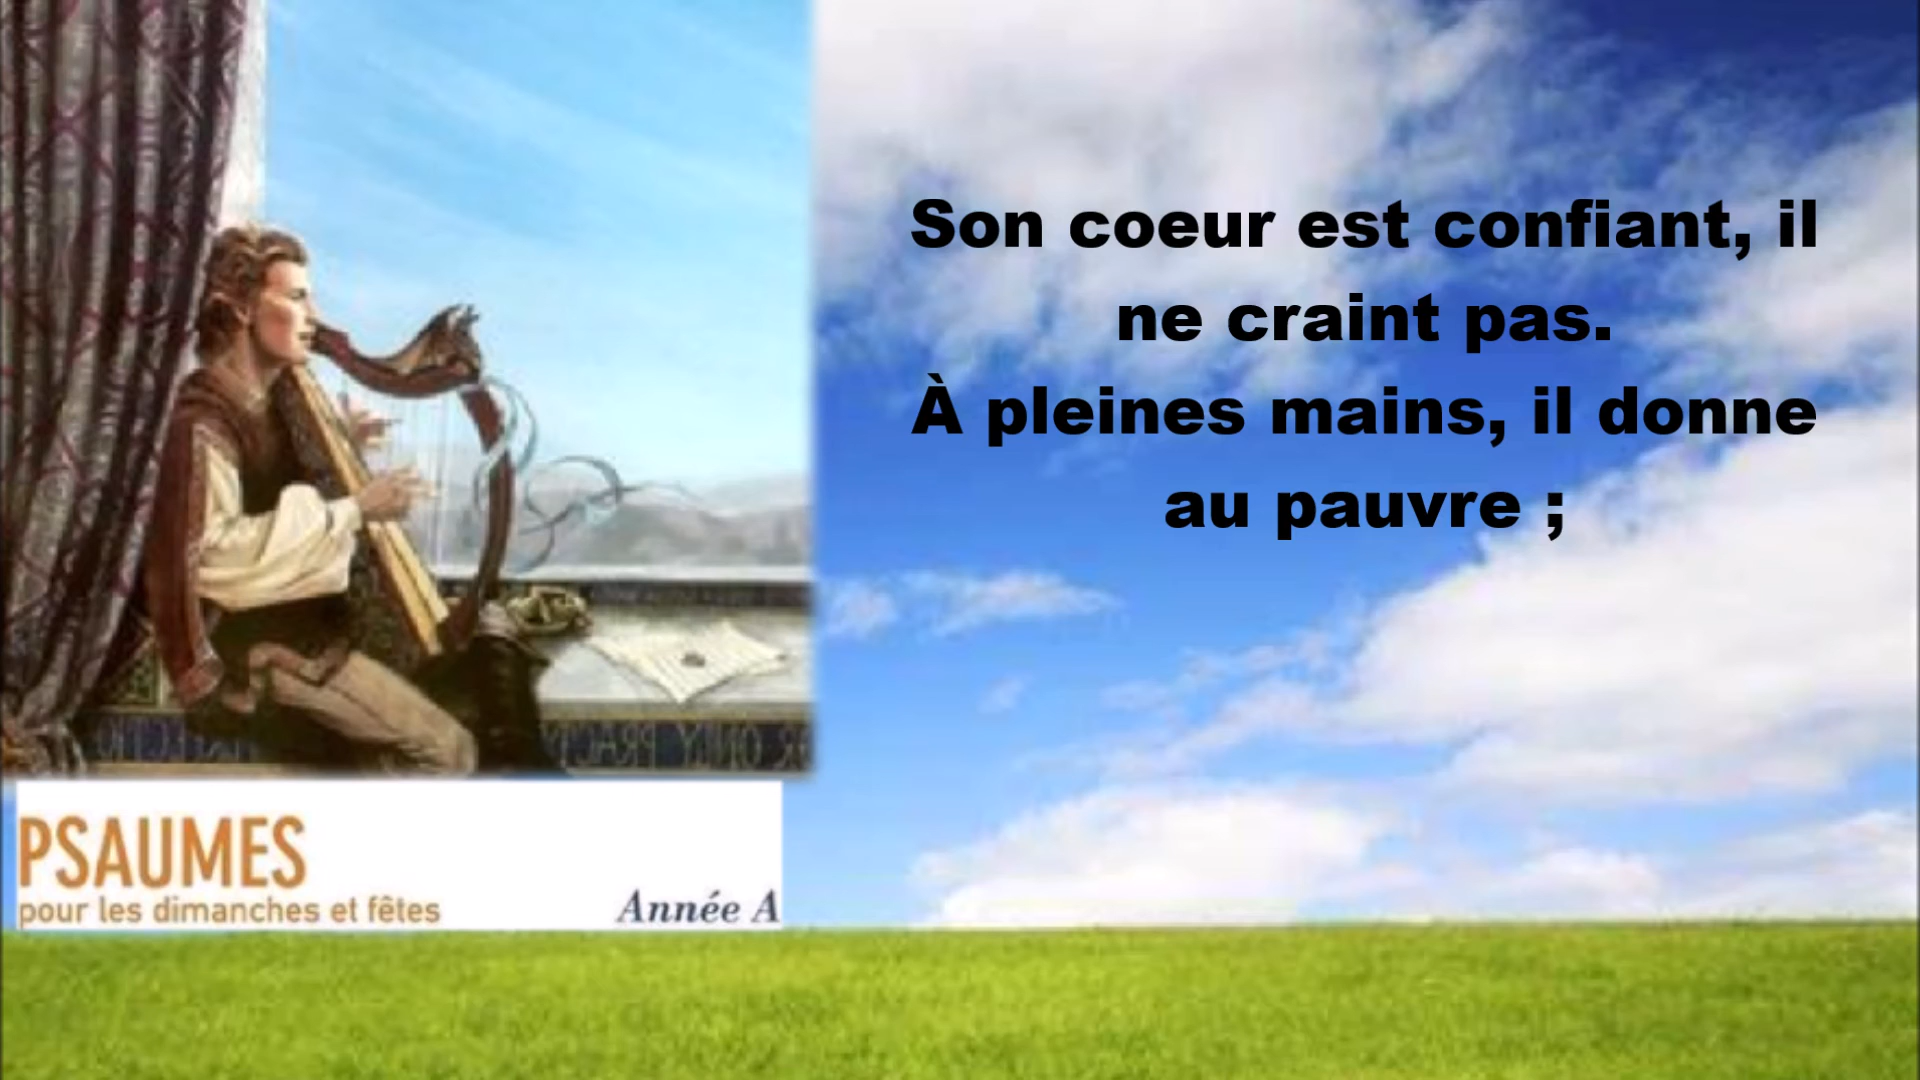 Son coeur est confiant, il
ne craint pas.
À pleines mains, il donne
au pauvre ;
PSAUMES
pour les dimanches et fêtes
Année A